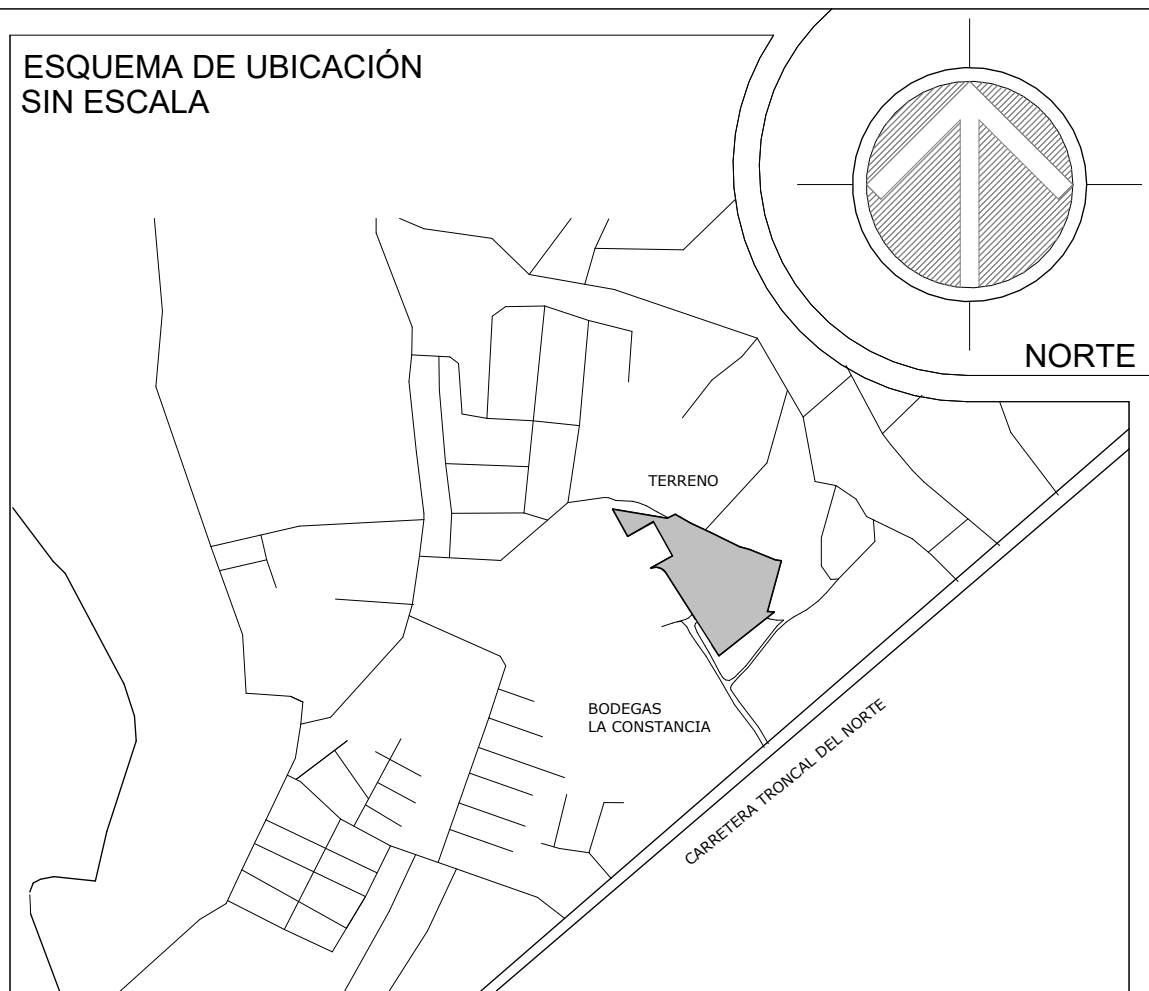 ESQUEMA DE UBICACIÓN
SIN ESCALA
NORTE
TERRENO
BODEGAS
LA CONSTANCIA
CARRETERA TRONCAL DEL NORTE